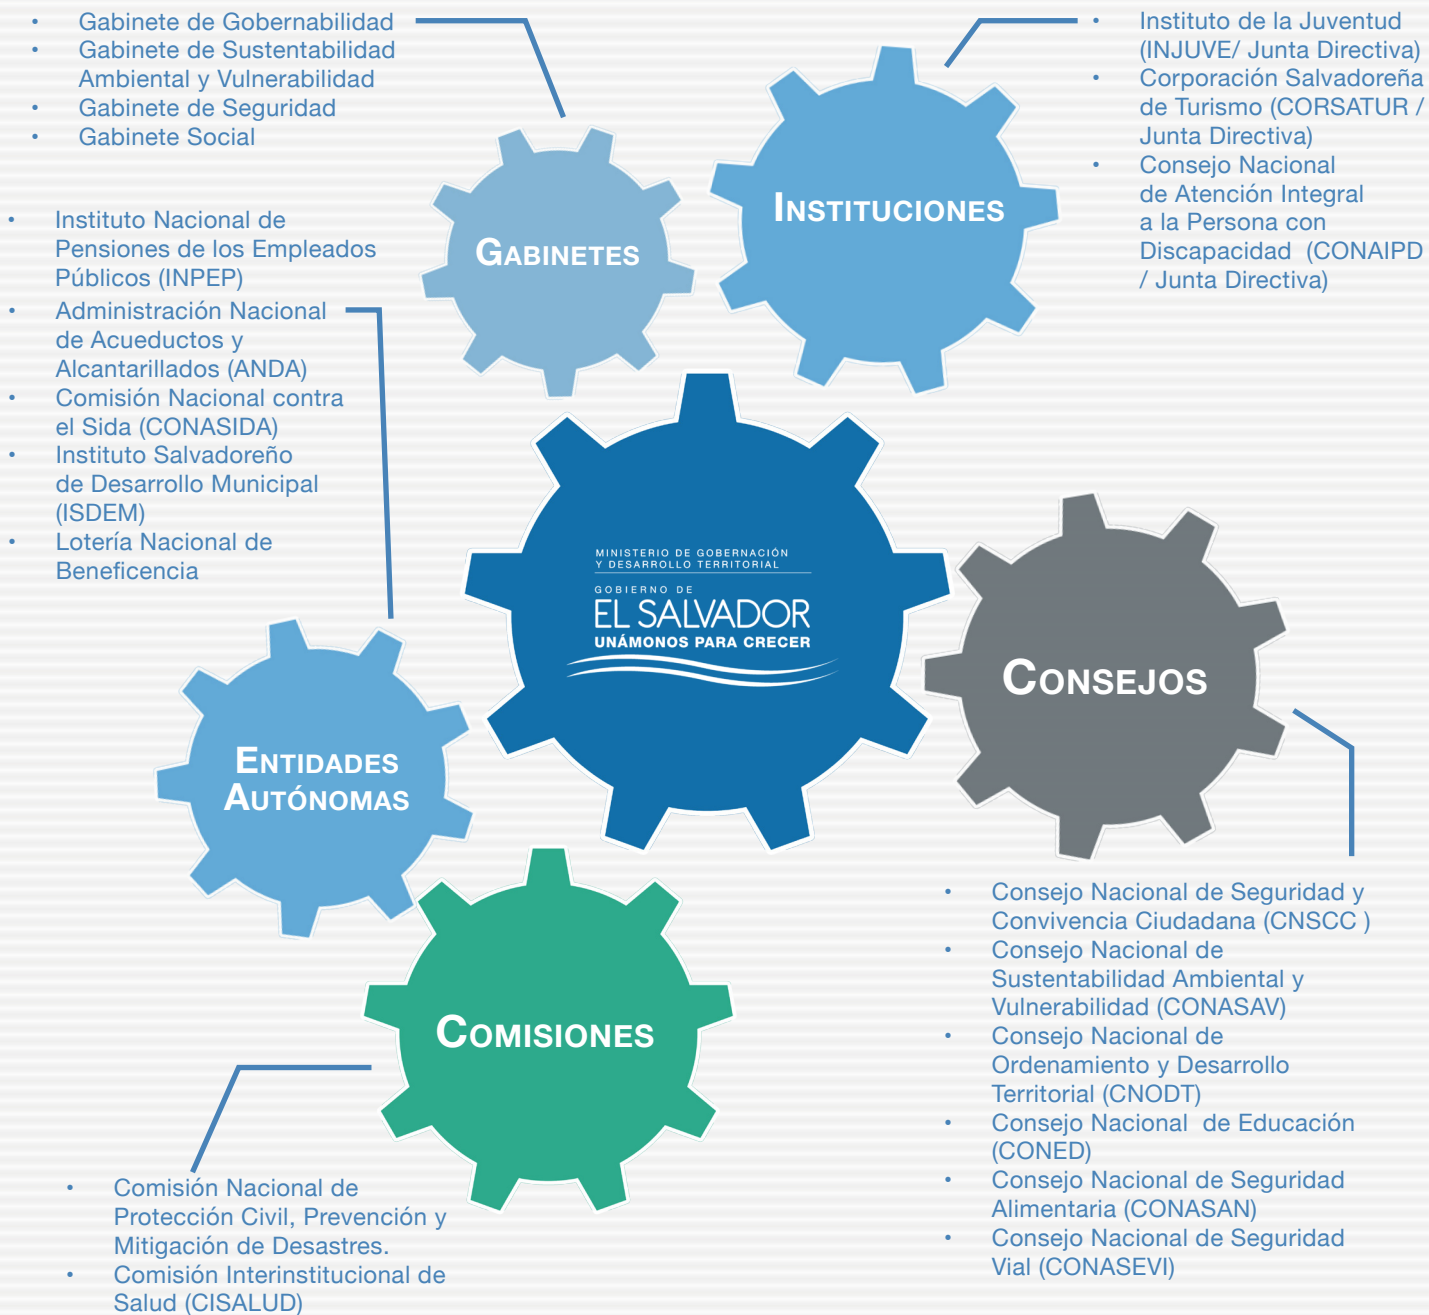 • Gabinete de Gobernabilidad
• Gabinete de Sustentabilidad
Ambiental y Vulnerabilidad
• Gabinete de Seguridad
• Gabinete Social
GABINETES
• Instituto de la Juventud
(INJUVE/ Junta Directiva)
• Corporación Salvadoreña
de Turismo (CORSATUR /
Junta Directiva)
• Consejo Nacional
de Atención Integral
a la Persona con
Discapacidad (CONAIPD
/ Junta Directiva)
INSTITUCIONES
• Instituto Nacional de
Pensiones de los Empleados
Públicos (INPEP)
• Administración Nacional
de Acueductos y
Alcantarillados (ANDA)
• Comisión Nacional contra
el Sida (CONASIDA)
• Instituto Salvadoreño
de Desarrollo Municipal
(ISDEM)
• Lotería Nacional de
Beneficencia
ENTIDADES
AUTÓNOMAS
MINISTERIO DE GOBERNACIÓN
Y DESARROLLO TERRITORIAL
GOBIERNO DE
EL SALVADOR
UNÁMONOS PARA CRECER
CONSEJOS
• Consejo Nacional de Seguridad y
Convivencia Ciudadana (CNSCC )
• Consejo Nacional de
Sustentabilidad Ambiental y
Vulnerabilidad (CONASAV)
• Consejo Nacional de
Ordenamiento y Desarrollo
Territorial (CNODT)
• Consejo Nacional de Educación
(CONED)
• Consejo Nacional de Seguridad
Alimentaria (CONASAN)
• Consejo Nacional de Seguridad
Vial (CONASEVI)
COMISIONES
• Comisión Nacional de
Protección Civil, Prevención y
Mitigación de Desastres.
• Comisión Interinstitucional de
Salud (CISALUD)